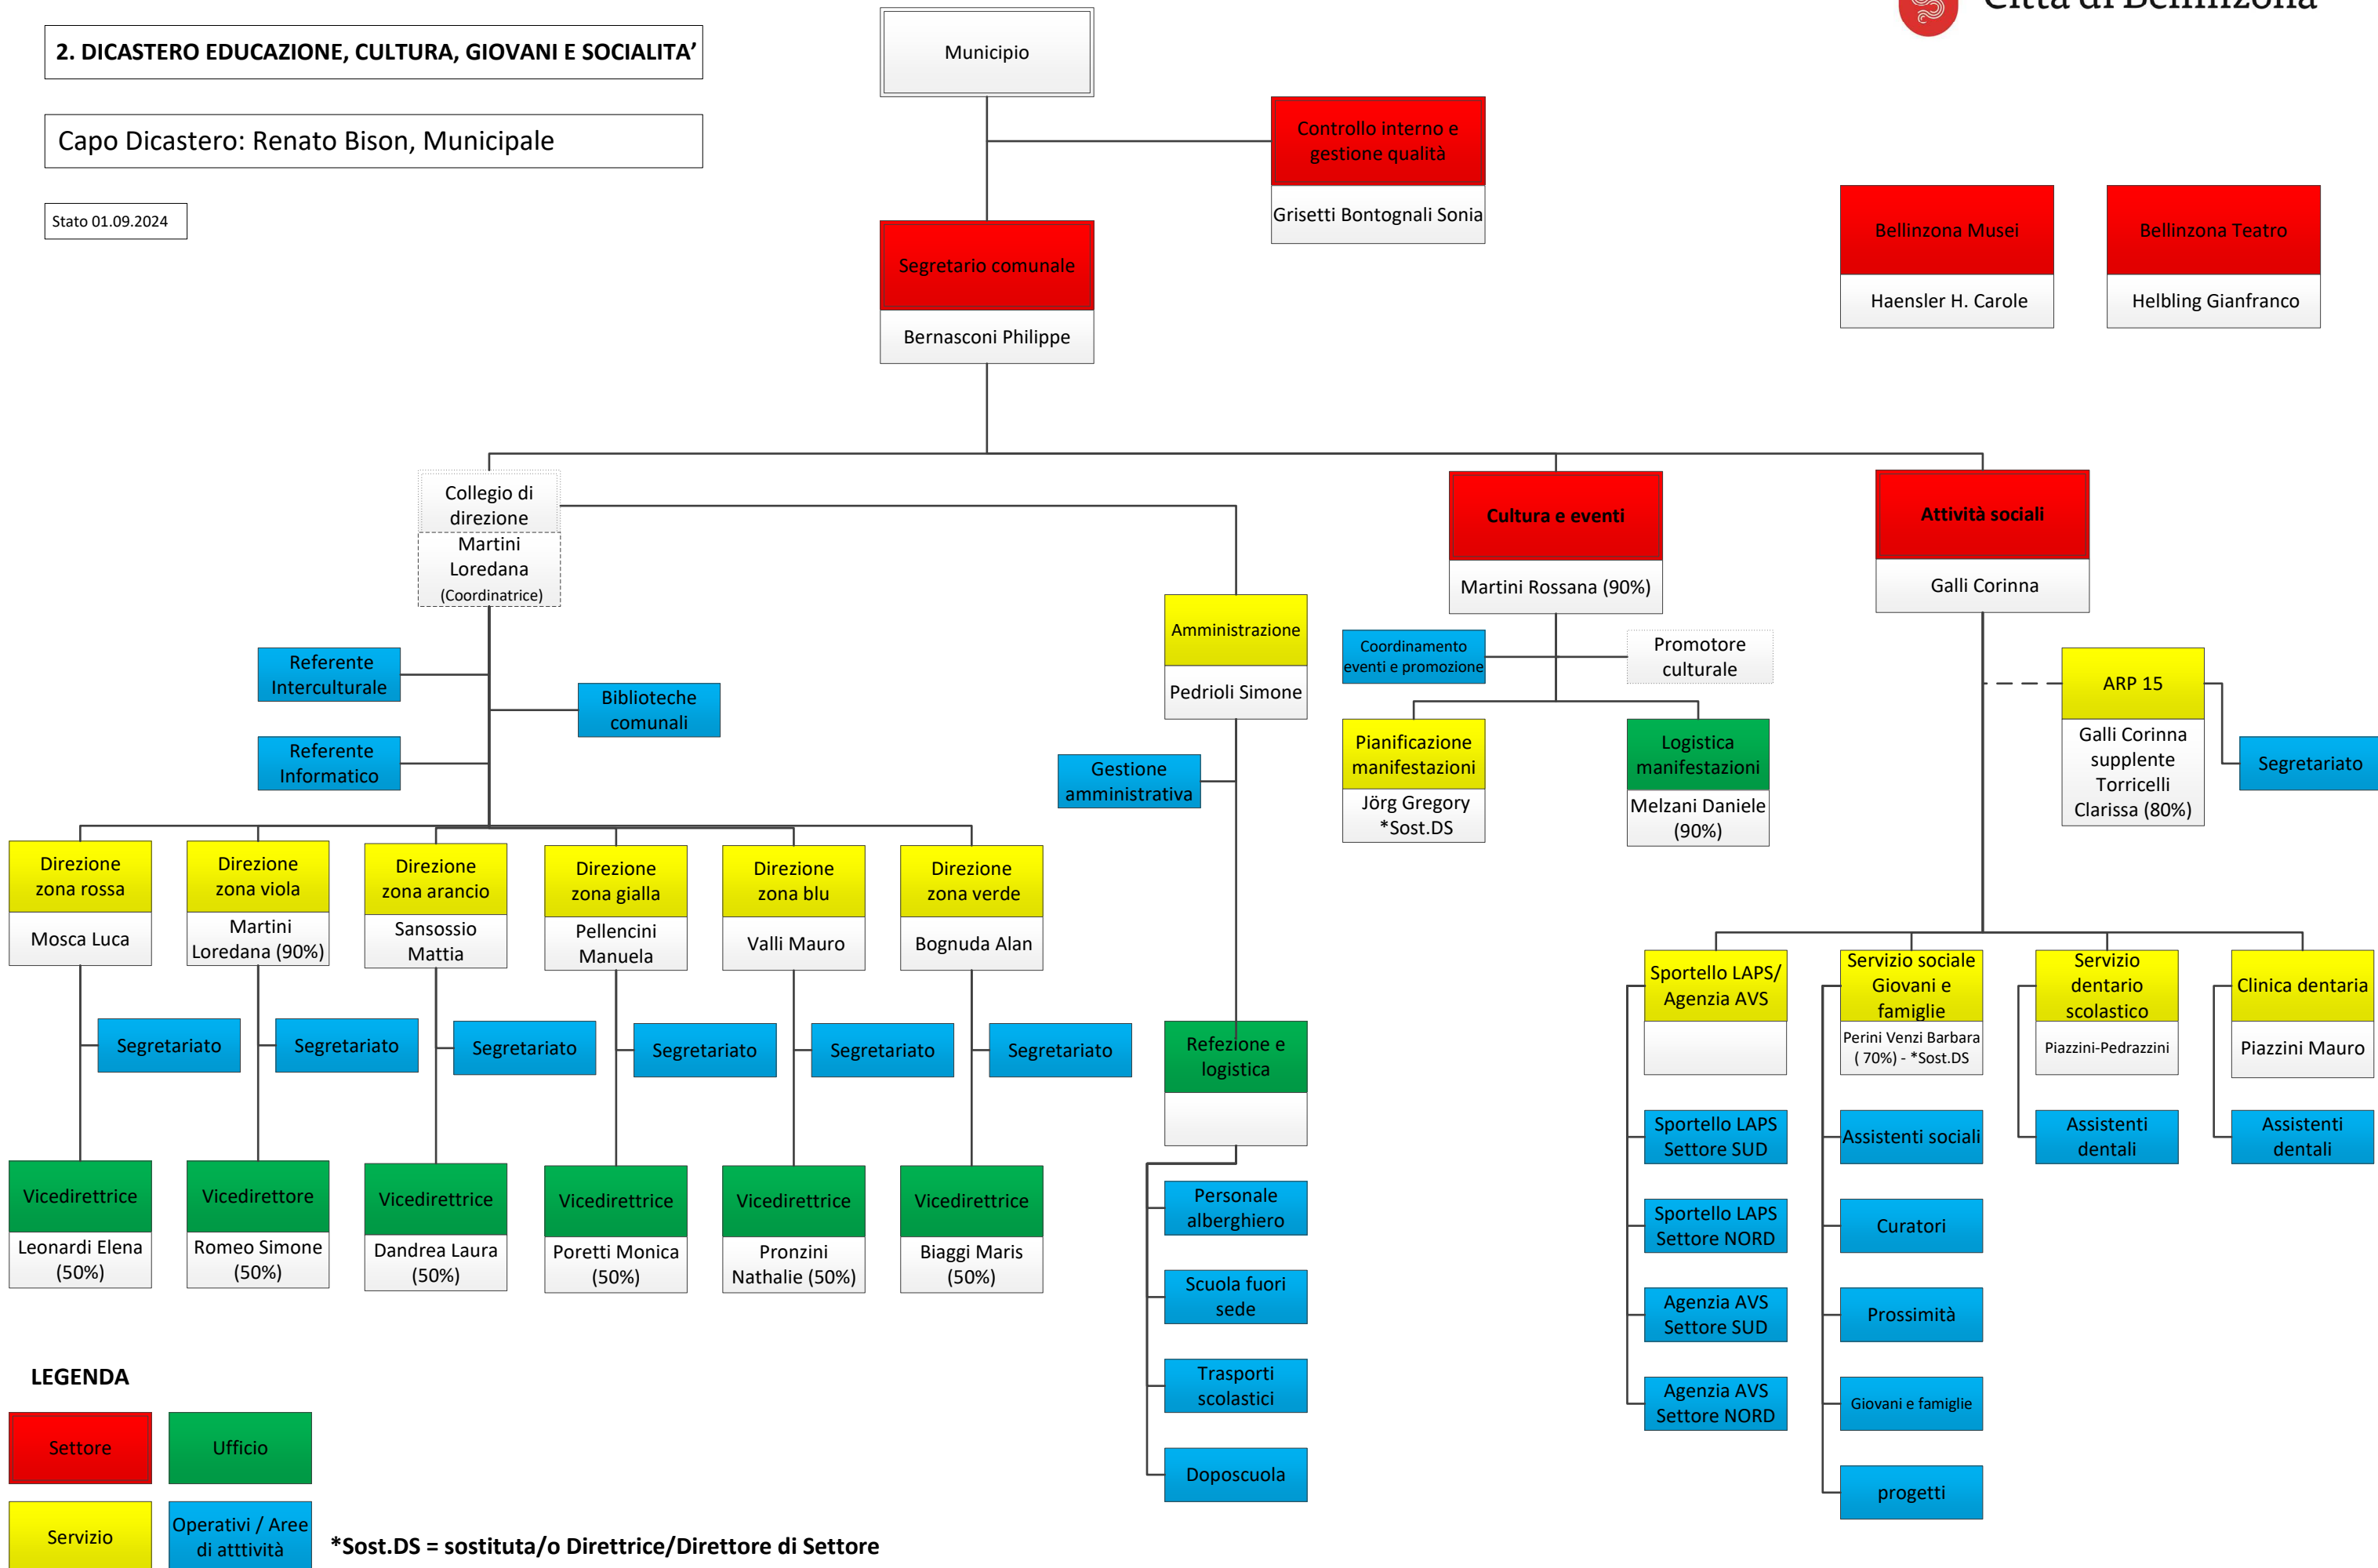 Città di Bellinzona
2. DICASTERO EDUCAZIONE, CULTURA, GIOVANI E SOCIALITA’
Capo Dicastero: Renato Bison, Municipale
Stato 01.09.2024
Municipio
Controllo interno e
gestione qualità
Grisetti Bontognali Sonia
Segretario comunale
Bernasconi Philippe
Bellinzona Musei
Haensler H. Carole
Bellinzona Teatro
Helbling Gianfranco
Collegio di
direzione
Martini
Loredana
(Coordinatrice)
Referente
Interculturale
Biblioteche
comunali
Referente
Informatico
Amministrazione
Pedrioli Simone
Gestione
amministrativa
Cultura e eventi
Martini Rossana (90%)
Coordinamento
eventi e promozione
Promotore
culturale
Pianificazione
manifestazioni
Jörg Gregory
*Sost.DS
Logistica
manifestazioni
Melzani Daniele
(90%)
Attività sociali
Galli Corinna
ARP 15
Galli Corinna
supplente
Torricelli
Clarissa (80%)
Segretariato
Direzione
zona rossa
Mosca Luca
Direzione
zona viola
Martini
Loredana (90%)
Direzione
zona arancio
Sansossio
Mattia
Direzione
zona gialla
Pellencini
Manuela
Direzione
zona blu
Valli Mauro
Direzione
zona verde
Bognuda Alan
Segretariato
Segretariato
Segretariato
Segretariato
Segretariato
Segretariato
Vicedirettrice
Leonardi Elena
(50%)
Vicedirettore
Romeo Simone
(50%)
Vicedirettrice
Dandrea Laura
(50%)
Vicedirettrice
Poretti Monica
(50%)
Vicedirettrice
Pronzini
Nathalie (50%)
Vicedirettrice
Biaggi Maris
(50%)
Refezione e
logistica
Personale
alberghiero
Scuola fuori
sede
Trasporti
scolastici
Doposcuola
Sportello LAPS/
Agenzia AVS
Sportello LAPS
Settore SUD
Sportello LAPS
Settore NORD
Agenzia AVS
Settore SUD
Agenzia AVS
Settore NORD
Servizio sociale
Giovani e
famiglie
Perini Venzi Barbara
( 70%) - *Sost.DS
Assistenti sociali
Curatori
Prossimità
Giovani e famiglie
progetti
Servizio
dentario
scolastico
Piazzini-Pedrazzini
Assistenti
dentali
Clinica dentaria
Piazzini Mauro
Assistenti
dentali
LEGENDA
Settore
Ufficio
Servizio
Operativi / Aree
di atttività
*Sost.DS = sostituta/o Direttrice/Direttore di Settore